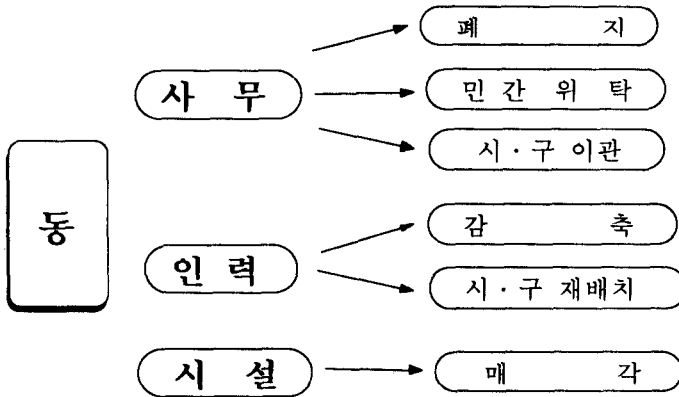 동
사 무
폐 지
민 간 위 탁
시 · 구 이관
인 력
감 축
시 · 구 재배치
시 설
매 각